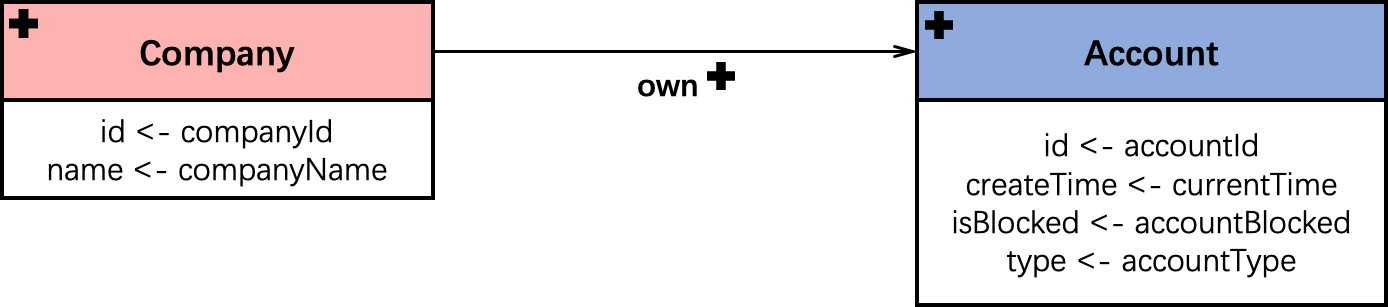 Company
id <- companyId
name <- companyName
own
Account
id <- accountId
createTime <- currentTime
isBlocked <- accountBlocked
type <- accountType